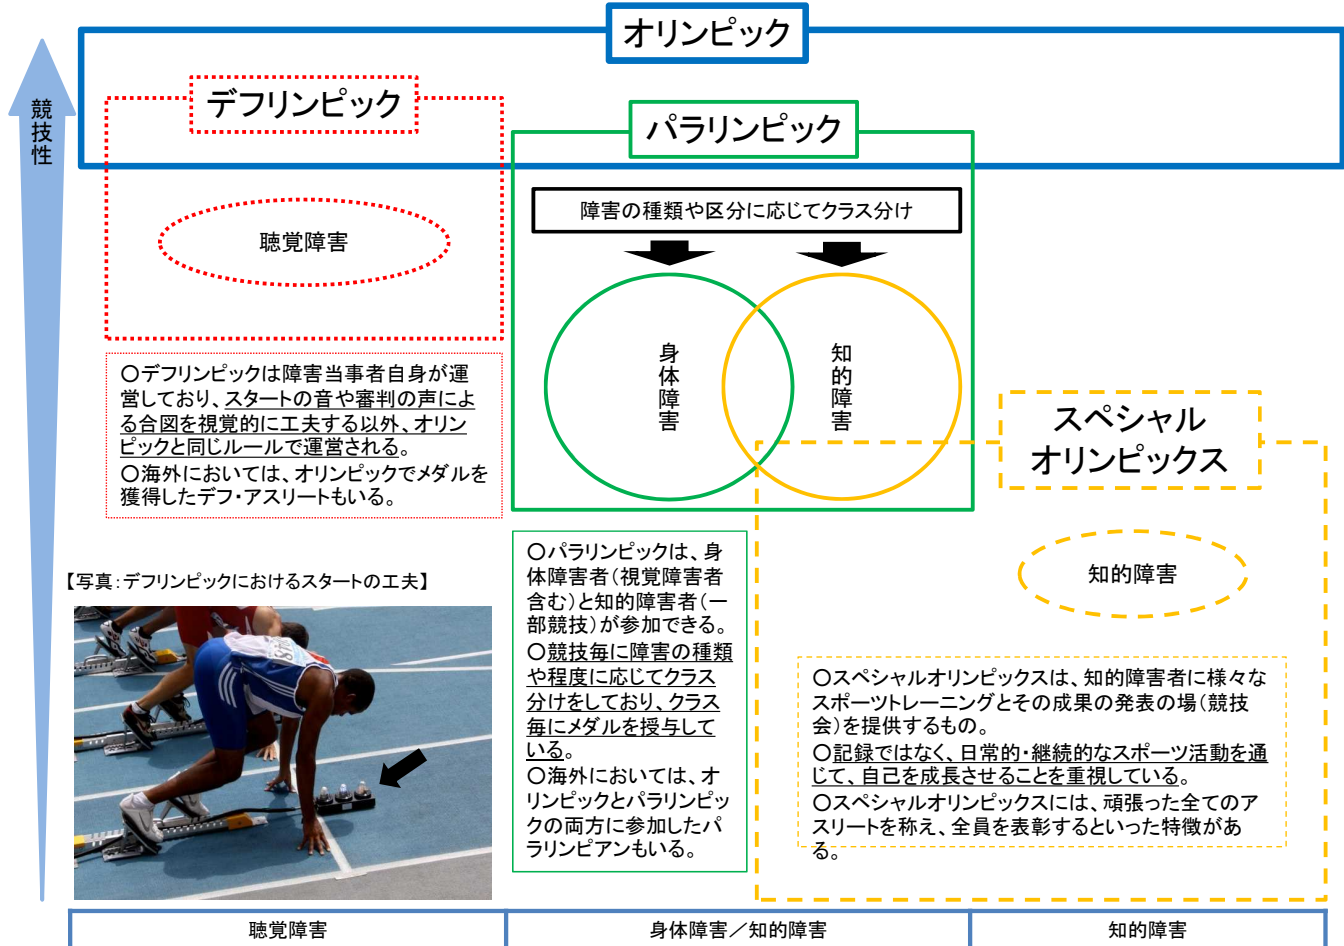 オリンピック
競技性
デフリンピック
パラリンピック
障害の種類や区分に応じてクラス分け
聴覚障害
身体障害
知的障害
○デフリンピックは障害当事者自身が運
営しており、スタートの音や審判の声によ
る合図を視覚的に工夫する以外、オリン
ピックと同じルールで運営される。
○海外においては、オリンピックでメダルを
獲得したデフ・アスリートもいる。
スペシャル
オリンピックス
知的障害
○パラリンピックは、身
体障害者(視覚障害者
含む)と知的障害者(一
部競技)が参加できる。
○競技毎に障害の種類
や程度に応じてクラス
分けをしており、クラス
毎にメダルを授与して
いる。
○海外においては、オ
リンピックとパラリンピッ
クの両方に参加したパ
ラリンピアンもいる。
【写真:デフリンピックにおけるスタートの工夫】
○スペシャルオリンピックスは、知的障害者に様々な
スポーツトレーニングとその成果の発表の場(競技
会)を提供するもの。
○記録ではなく、日常的・継続的なスポーツ活動を通
じて、自己を成長させることを重視している。
○スペシャルオリンピックスには、頑張った全てのア
スリートを称え、全員を表彰するといった特徴があ
る。
聴覚障害
身体障害/知的障害
知的障害